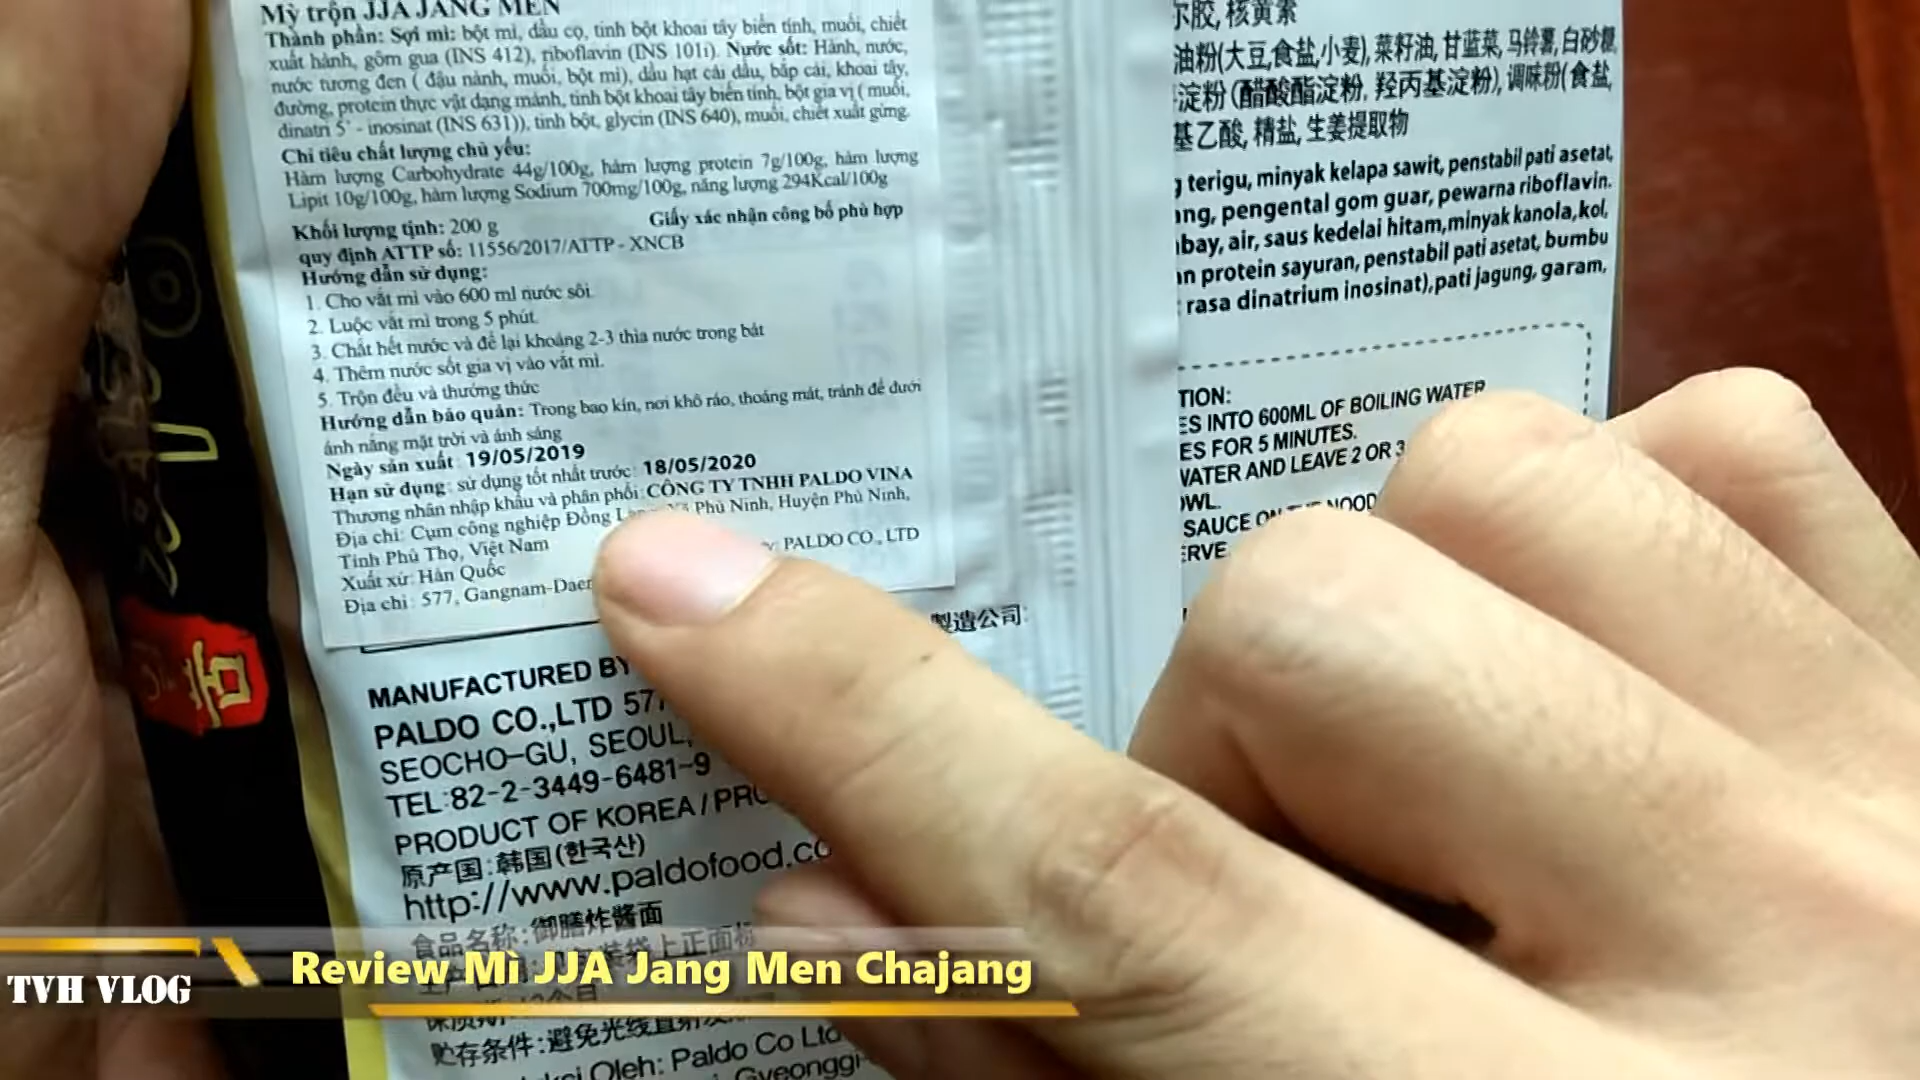 Mỳ trộn JJA JANG MEN
Thành phần: Sợi mì: bột mì, dầu cọ, tinh bột khoai tây biến tính, muối, chiết
xuất hành, gôm gua (INS 412), riboflavin (INS 101i). Nước sốt: Hành, nước,
nước tương đen ( đậu nành, muối, bột mì), dầu hạt cải dầu, bắp cải, khoai tây,
đường, protein thực vật dạng mảnh, tinh bột khoai tây biến tính, bột gia vị ( muối,
dinatri 5' - inosinat (INS 631)), tinh bột, glycin (INS 640), muối, chiết xuất gừng.
Chỉ tiêu chất lượng chủ yếu:
Hàm lượng Carbohydrate 44g/100g, hàm lượng protein 7g/100g, hàm lượng
Lipit 10g/100g, hàm lượng Sodium 700mg/100g, năng lượng 294Kcal/100g
Khối lượng tịnh: 200 g Giấy xác nhận công bố phù hợp
quy định ATTP số: 11556/2017/ATTP - XNCB
Hướng dẫn sử dụng:
1. Cho vắt mì vào 600 ml nước sôi.
2. Luộc vắt mì trong 5 phút.
3. Chắt hết nước và để lại khoảng 2-3 thìa nước trong bát
4. Thêm nước sốt gia vị vào vắt mì.
5. Trộn đều và thưởng thức
Hướng dẫn bảo quản: Trong bao kín, nơi khô ráo, thoáng mát, tránh để dưới
ánh nắng mặt trời và ánh sáng
Ngày sản xuất: 19/05/2019
Hạn sử dụng: sử dụng tốt nhất trước: 18/05/2020
Thương nhân nhập khẩu và phân phối: CÔNG TY TNHH PALDO VINA
Địa chỉ: Cụm công nghiệp Đồng Phù Ninh, Huyện Phù Ninh,
Tỉnh Phú Thọ, Việt Nam
Xuất xứ: Hàn Quốc PALDO CO., LTD
Địa chỉ: 577, Gangnam-Daer
製造公司:
MANUFACTURED BY
PALDO CO.,LTD 577
SEOCHO-GU, SEOUL,
TEL:82-2-3449-6481-9
PRODUCT OF KOREA / PRO
原产国:韩国(한국산)
http://www.paldofood.co
食品名称:御膳炸酱面
贮存条件:避免光线直射
Oleh: Paldo Co Ltd
Gyeonggi-
尔胶, 核黄素
油粉(大豆,食盐,小麦), 菜籽油, 甘蓝菜, 马铃薯, 白砂糖,
淀粉 (醋酸酯淀粉, 羟丙基淀粉), 调味粉(食盐,
基乙酸, 精盐, 生姜提取物
terigu, minyak kelapa sawit, penstabil pati asetat,
ang, pengental gom guar, pewarna riboflavin.
bay, air, saus kedelai hitam,minyak kanola,kol,
an protein sayuran, penstabil pati asetat, bumbu
rasa dinatrium inosinat),pati jagung, garam,
TION:
ES INTO 600ML OF BOILING WATER
ES FOR 5 MINUTES.
WATER AND LEAVE 2 OR 3
OWL.
SAUCE ON THE NOOD
ERVE.
TVH VLOG
Review Mì JJA Jang Men Chajang